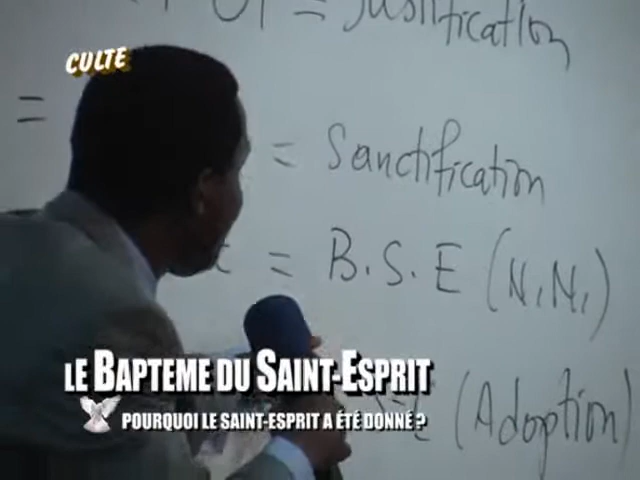 = Justification
CULTE
=
= Sanctification
= B.S.E (N.N.)
LE BAPTEME DU SAINT-ESPRIT
(Adoption)
POURQUOI LE SAINT-ESPRIT A ÉTÉ DONNÉ ?